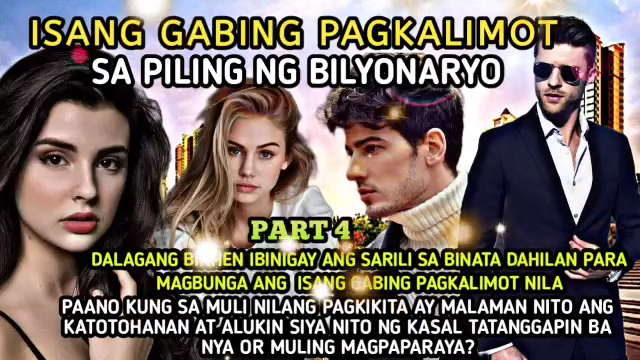 ISANG GABING PAGKALIMOT
SA PILING NG BILYONARYO
PART 4
DALAGANG BIRHEN IBINIGAY ANG SARILI SA BINATA DAHILAN PARA
MAGBUNGA ANG ISANG GABING PAGKALIMOT NILA
PAANO KUNG SA MULI NILANG PAGKIKITA AY MALAMAN NITO ANG
KATOTOHANAN AT ALUKIN SIYA NITO NG KASAL TATANGGAPIN BA
NYA OR MULING MAGPAPARAYA?